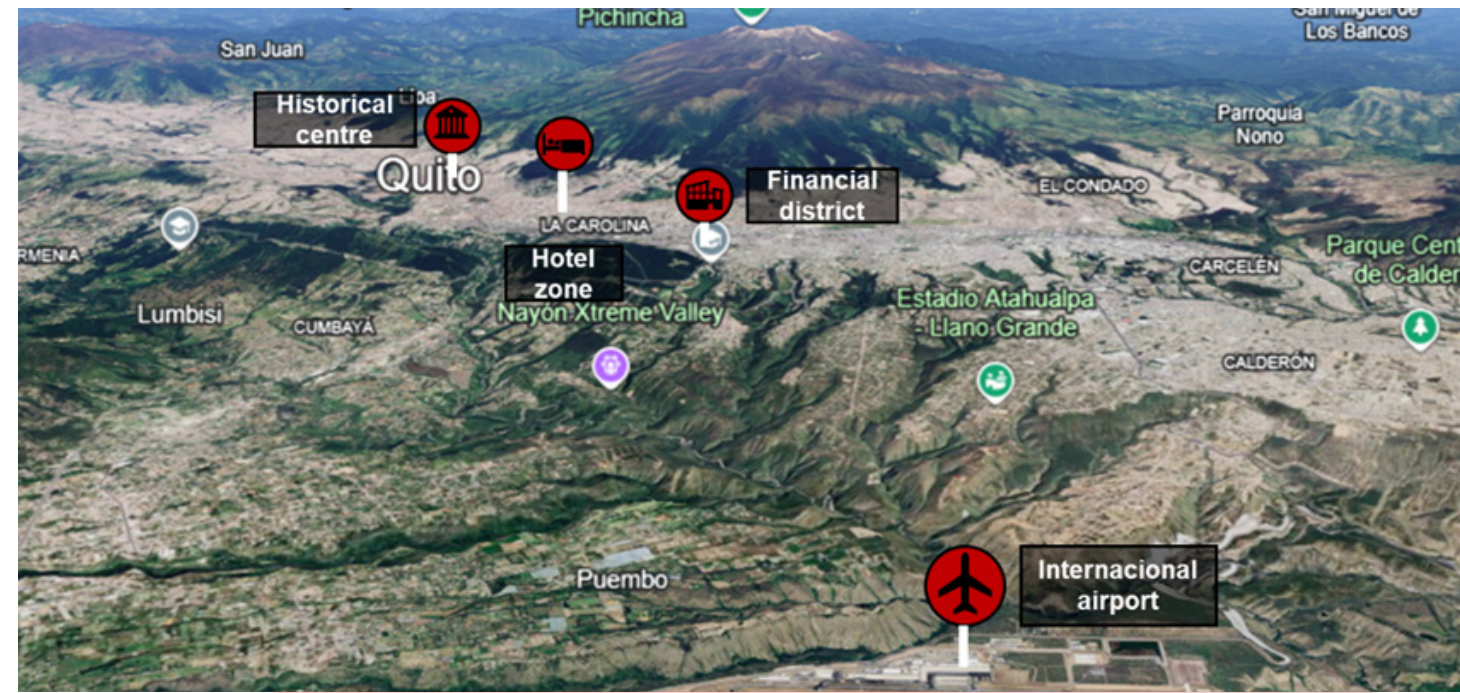 Pichincha
San Miguel de
Los Bancos
San Juan
Historical
centre
Parroquia
Nono
Quito
Financial
district
EL CONDADO
LA CAROLINA
RMENIA
Hotel
zone
Parque Cent
de Calder
CARCELÉN
Lumbisi
CUMBAYÁ
Nayón Xtreme Valley
Estadio Atahualpa
- Llano Grande
CALDERÓN
Puembo
Internacional
airport